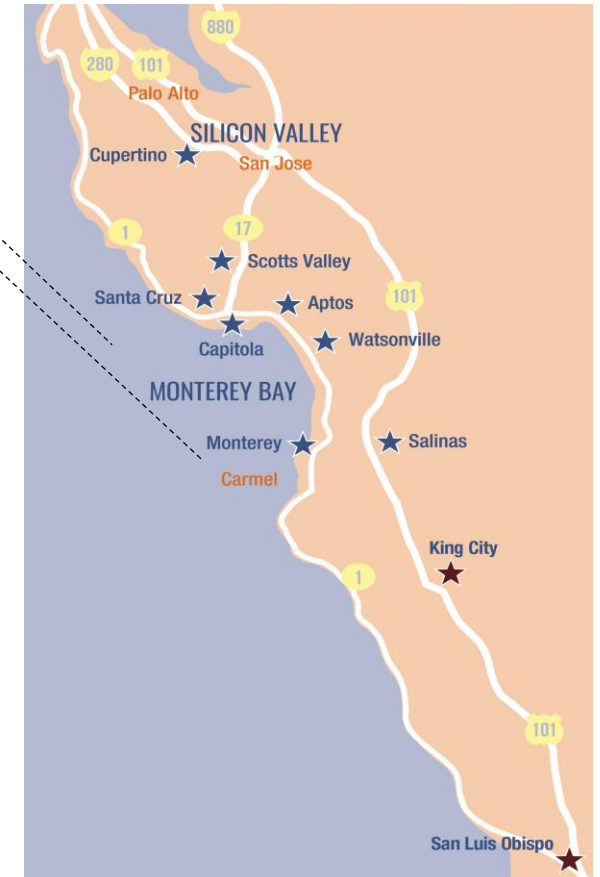 880
280
101
Palo Alto
SILICON VALLEY
Cupertino
San Jose
1
17
Scotts Valley
Santa Cruz
Aptos
101
Capitola
Watsonville
MONTEREY BAY
Monterey
Salinas
Carmel
King City
1
101
San Luis Obispo